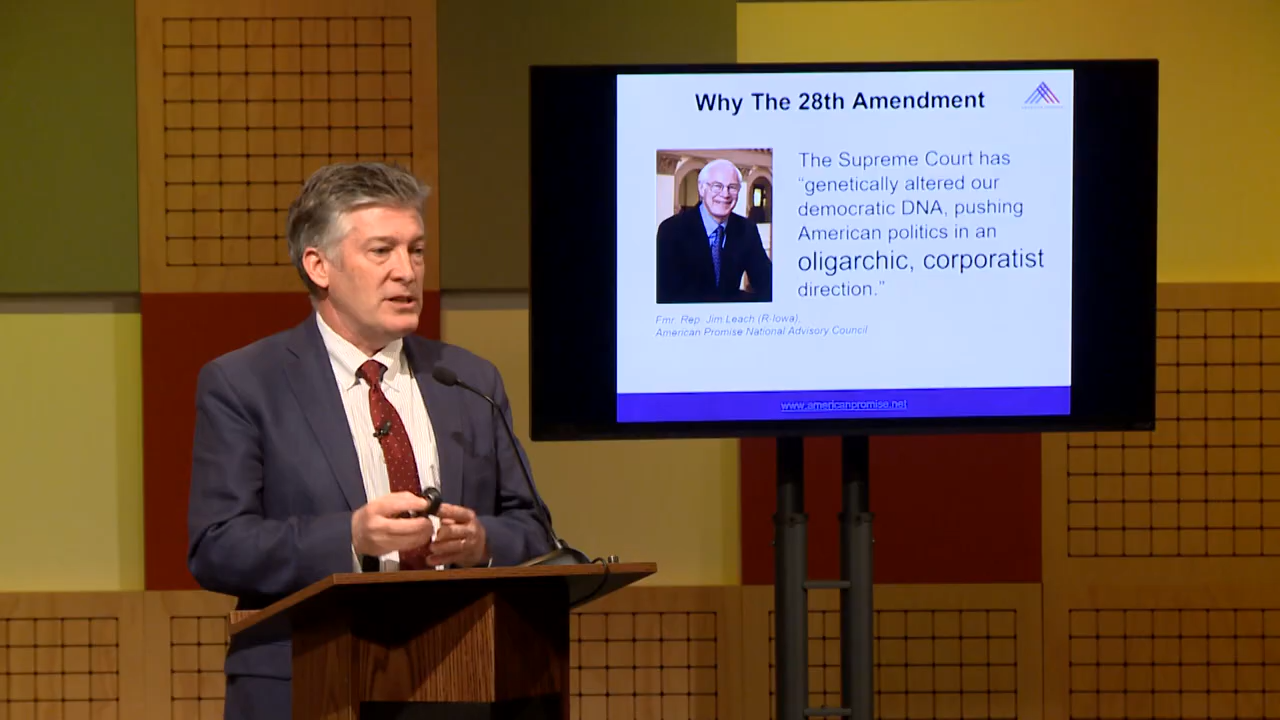 Why The 28th Amendment
The Supreme Court has
“genetically altered our
democratic DNA, pushing
American politics in an
oligarchic, corporatist
direction.”
Fmr. Rep. Jim Leach (R-Iowa),
American Promise National Advisory Council
www.americanpromise.net